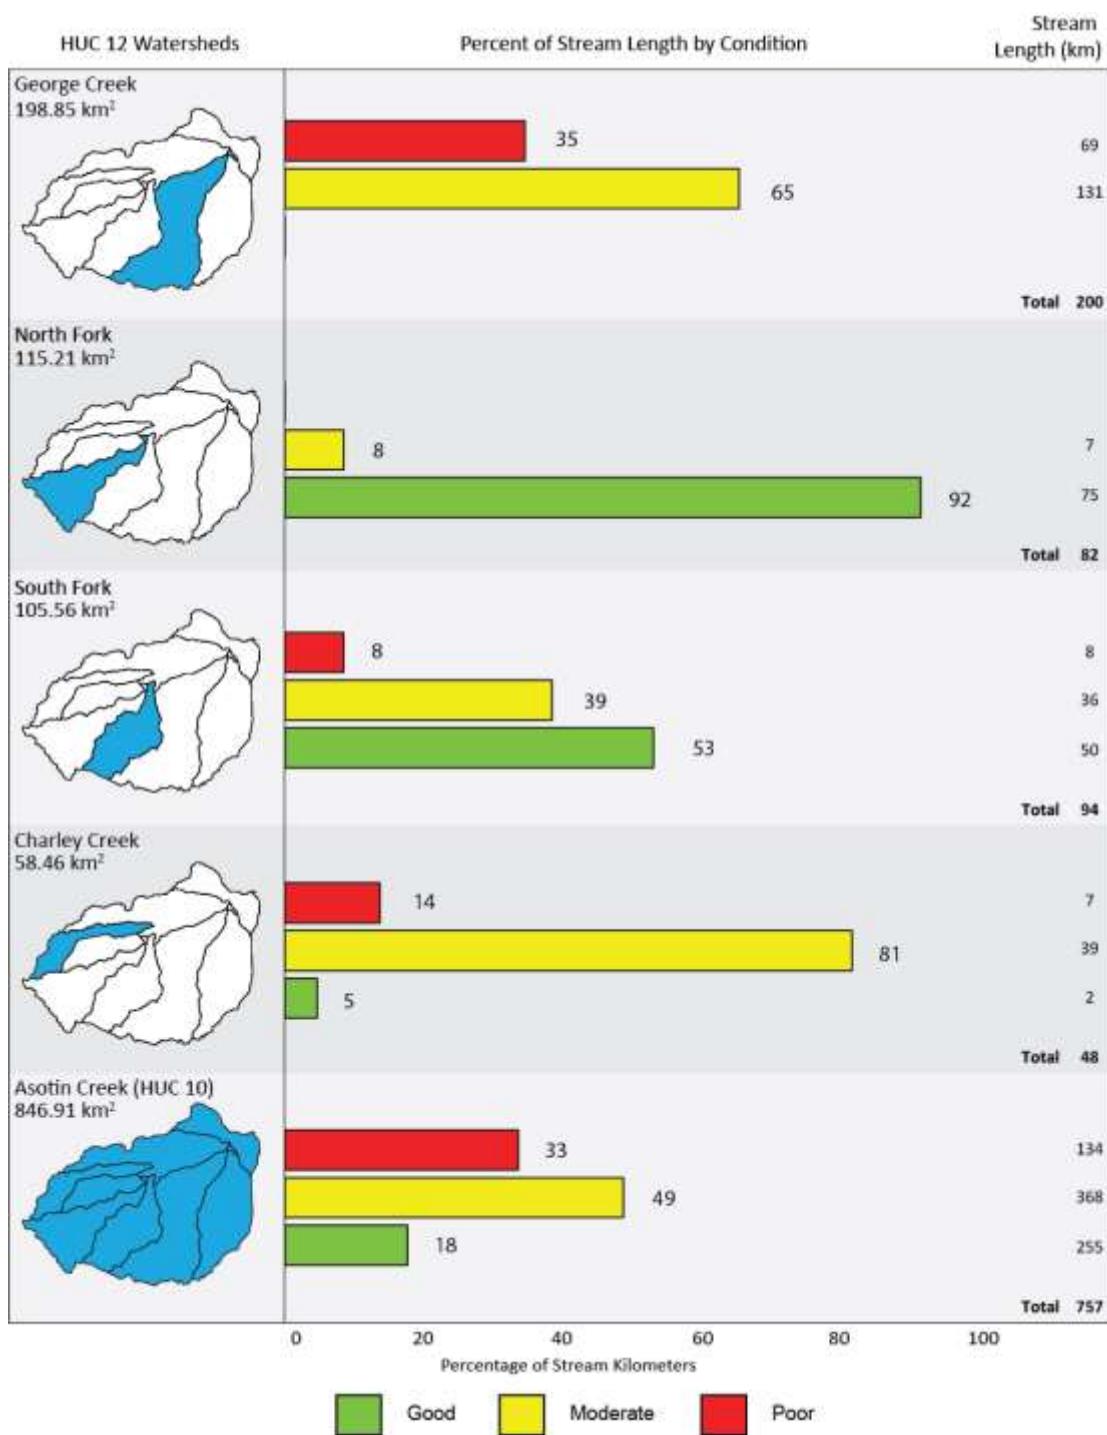 HUC 12 Watersheds
Percent of Stream Length by Condition
Stream
Length (km)
George Creek
198.85 km²
35
69
65
131
Total 200
North Fork
115.21 km²
8
7
92
75
Total 82
South Fork
105.56 km²
8
8
39
36
53
50
Total 94
Charley Creek
58.46 km²
14
7
81
39
5
2
Total 48
Asotin Creek (HUC 10)
846.91 km²
33
134
49
368
18
255
Total 757
0 20 40 60 80 100
Percentage of Stream Kilometers
Good Moderate Poor